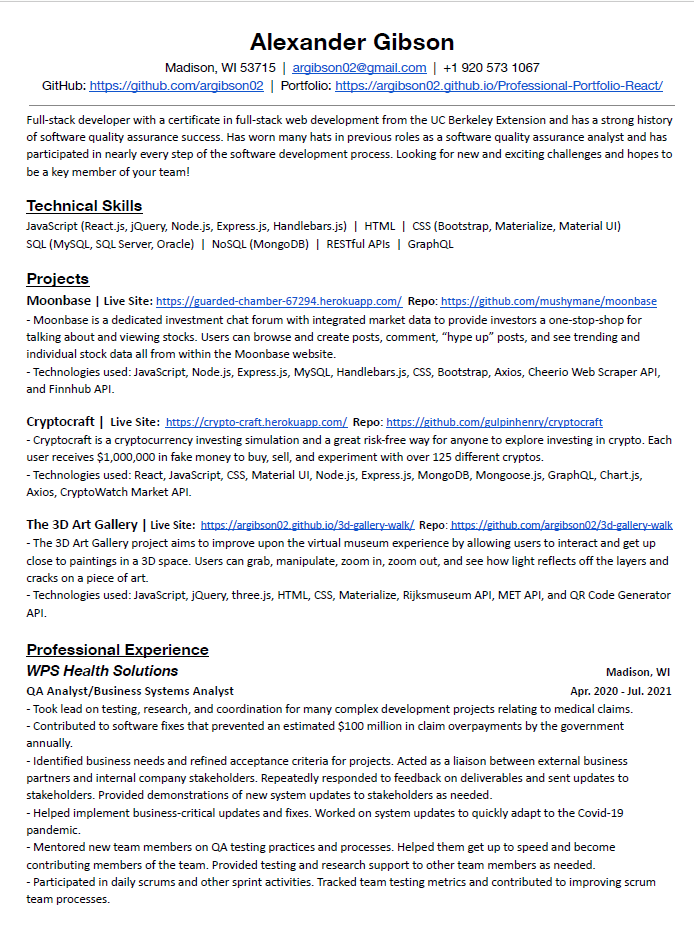 Alexander Gibson
Madison, WI 53715 | argibson02@gmail.com | +1 920 573 1067
GitHub: https://github.com/argibson02 | Portfolio: https://argibson02.github.io/Professional-Portfolio-React/
Full-stack developer with a certificate in full-stack web development from the UC Berkeley Extension and has a strong history
of software quality assurance success. Has worn many hats in previous roles as a software quality assurance analyst and has
participated in nearly every step of the software development process. Looking for new and exciting challenges and hopes to
be a key member of your team!
Technical Skills
JavaScript (React.js, jQuery, Node.js, Express.js, Handlebars.js) | HTML | CSS (Bootstrap, Materialize, Material UI)
SQL (MySQL, SQL Server, Oracle) | NoSQL (MongoDB) | RESTful APIs | GraphQL
Projects
Moonbase | Live Site: https://guarded-chamber-67294.herokuapp.com/ Repo: https://github.com/mushymane/moonbase
- Moonbase is a dedicated investment chat forum with integrated market data to provide investors a one-stop-shop for
talking about and viewing stocks. Users can browse and create posts, comment, “hype up” posts, and see trending and
individual stock data all from within the Moonbase website.
- Technologies used: JavaScript, Node.js, Express.js, MySQL, Handlebars.js, CSS, Bootstrap, Axios, Cheerio Web Scraper API,
and Finnhub API.
Cryptocraft | Live Site: https://crypto-craft.herokuapp.com/ Repo: https://github.com/gulpinhenry/cryptocraft
- Cryptocraft is a cryptocurrency investing simulation and a great risk-free way for anyone to explore investing in crypto. Each
user receives $1,000,000 in fake money to buy, sell, and experiment with over 125 different cryptos.
- Technologies used: React, JavaScript, CSS, Material UI, Node.js, Express.js, MongoDB, Mongoose.js, GraphQL, Chart.js,
Axios, CryptoWatch Market API.
The 3D Art Gallery | Live Site: https://argibson02.github.io/3d-gallery-walk/ Repo: https://github.com/argibson02/3d-gallery-walk
- The 3D Art Gallery project aims to improve upon the virtual museum experience by allowing users to interact and get up
close to paintings in a 3D space. Users can grab, manipulate, zoom in, zoom out, and see how light reflects off the layers and
cracks on a piece of art.
- Technologies used: JavaScript, jQuery, three.js, HTML, CSS, Materialize, Rijksmuseum API, MET API, and QR Code Generator
API.
Professional Experience
WPS Health Solutions Madison, WI
QA Analyst/Business Systems Analyst Apr. 2020 - Jul. 2021
- Took lead on testing, research, and coordination for many complex development projects relating to medical claims.
- Contributed to software fixes that prevented an estimated $100 million in claim overpayments by the government
annually.
- Identified business needs and refined acceptance criteria for projects. Acted as a liaison between external business
partners and internal company stakeholders. Repeatedly responded to feedback on deliverables and sent updates to
stakeholders. Provided demonstrations of new system updates to stakeholders as needed.
- Helped implement business-critical updates and fixes. Worked on system updates to quickly adapt to the Covid-19
pandemic.
- Mentored new team members on QA testing practices and processes. Helped them get up to speed and become
contributing members of the team. Provided testing and research support to other team members as needed.
- Participated in daily scrums and other sprint activities. Tracked team testing metrics and contributed to improving scrum
team processes.